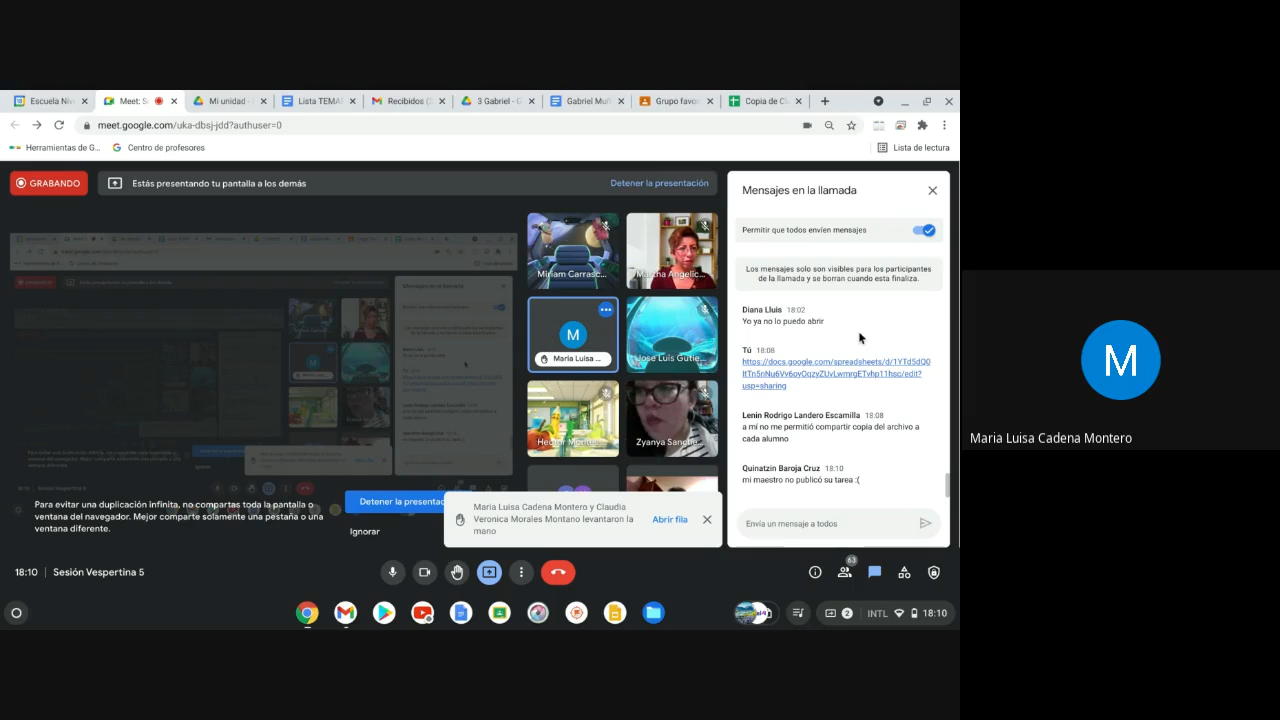 Escuela Niv
Meet: S
Mi unidad -
Lista TEMA
Recibidos (
3 Gabriel - G
Gabriel Muñ
Grupo favor
Copia de C
meet.google.com/uka-dbsj-jdd?authuser=0
Herramientas de G...
Centro de profesores
Lista de lectura
GRABANDO
Estás presentando tu pantalla a los demás
Detener la presentación
Mensajes en la llamada
Permitir que todos envíen mensajes
Los mensajes solo son visibles para los participantes
de la llamada y se borran cuando esta finaliza.
Miriam Carrasc...
Martha Angelic...
Maria Luisa ...
Jose Luis Gutie...
Hector Monte...
Zyanya Sanche...
Diana Lluis 18:02
Yo ya no lo puedo abrir
Tú 18:08
https://docs.google.com/spreadsheets/d/1YTd5dQ0
ltTn5nNu6Vv6oyOqzyZUvLwmrgETvhp11hsc/edit?
usp=sharing
Lenin Rodrigo Landero Escamilla 18:08
a mí no me permitió compartir copia del archivo a
cada alumno
Quinatzin Baroja Cruz 18:10
mi maestro no publicó su tarea :(
Envía un mensaje a todos
Para evitar una duplicación infinita, no compartas toda la pantalla o
ventana del navegador. Mejor comparte solamente una pestaña o una
ventana diferente.
Detener la presentac
Ignorar
Maria Luisa Cadena Montero y Claudia
Veronica Morales Montano levantaron la
mano
Abrir fila
18:10 | Sesión Vespertina 5
63
2 INTL 18:10
M
M
Maria Luisa Cadena Montero